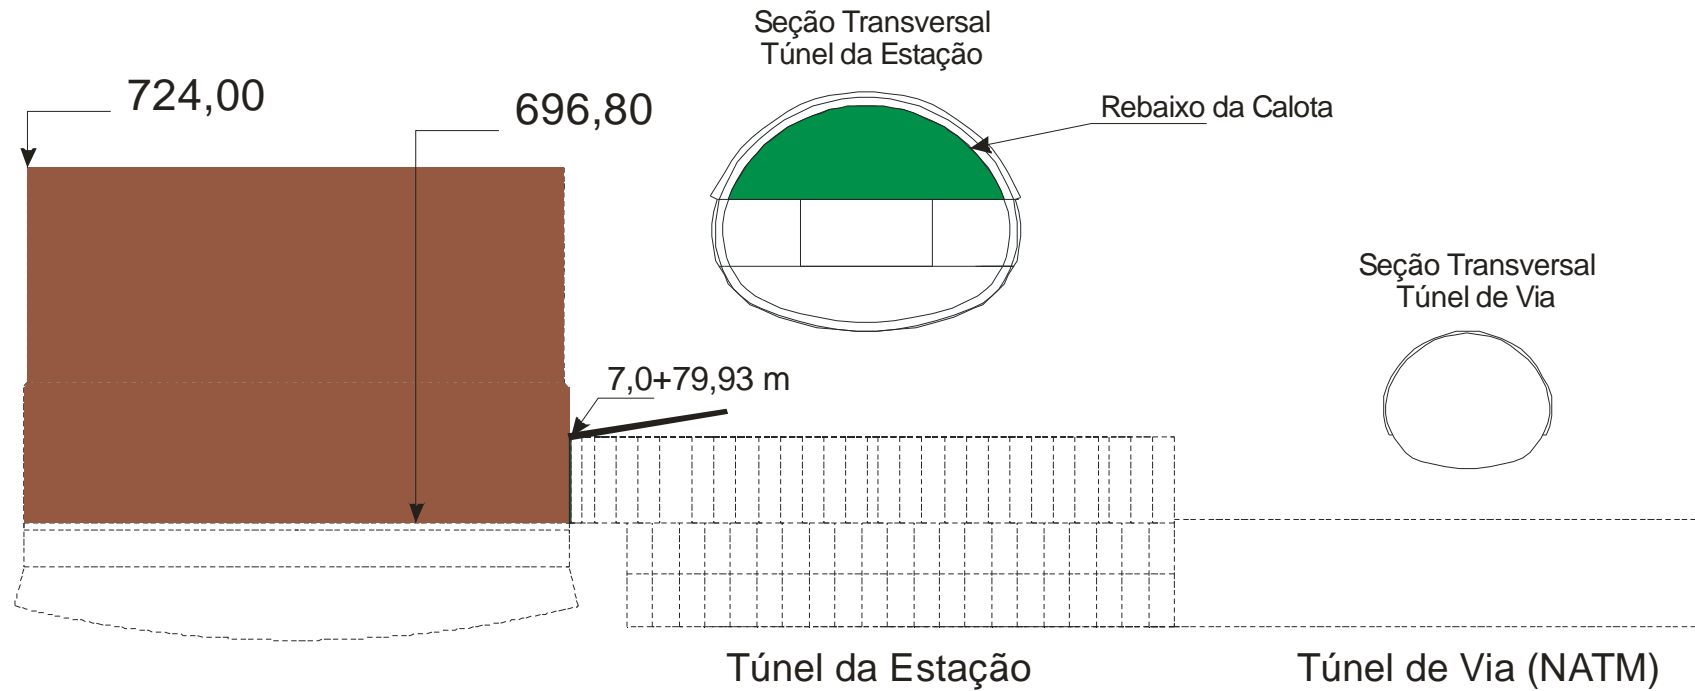 Seção Transversal
Túnel da Estação
724,00
696,80
Rebaixo da Calota
Seção Transversal
Túnel de Via
7,0+79,93 m
Túnel da Estação
Túnel de Via (NATM)